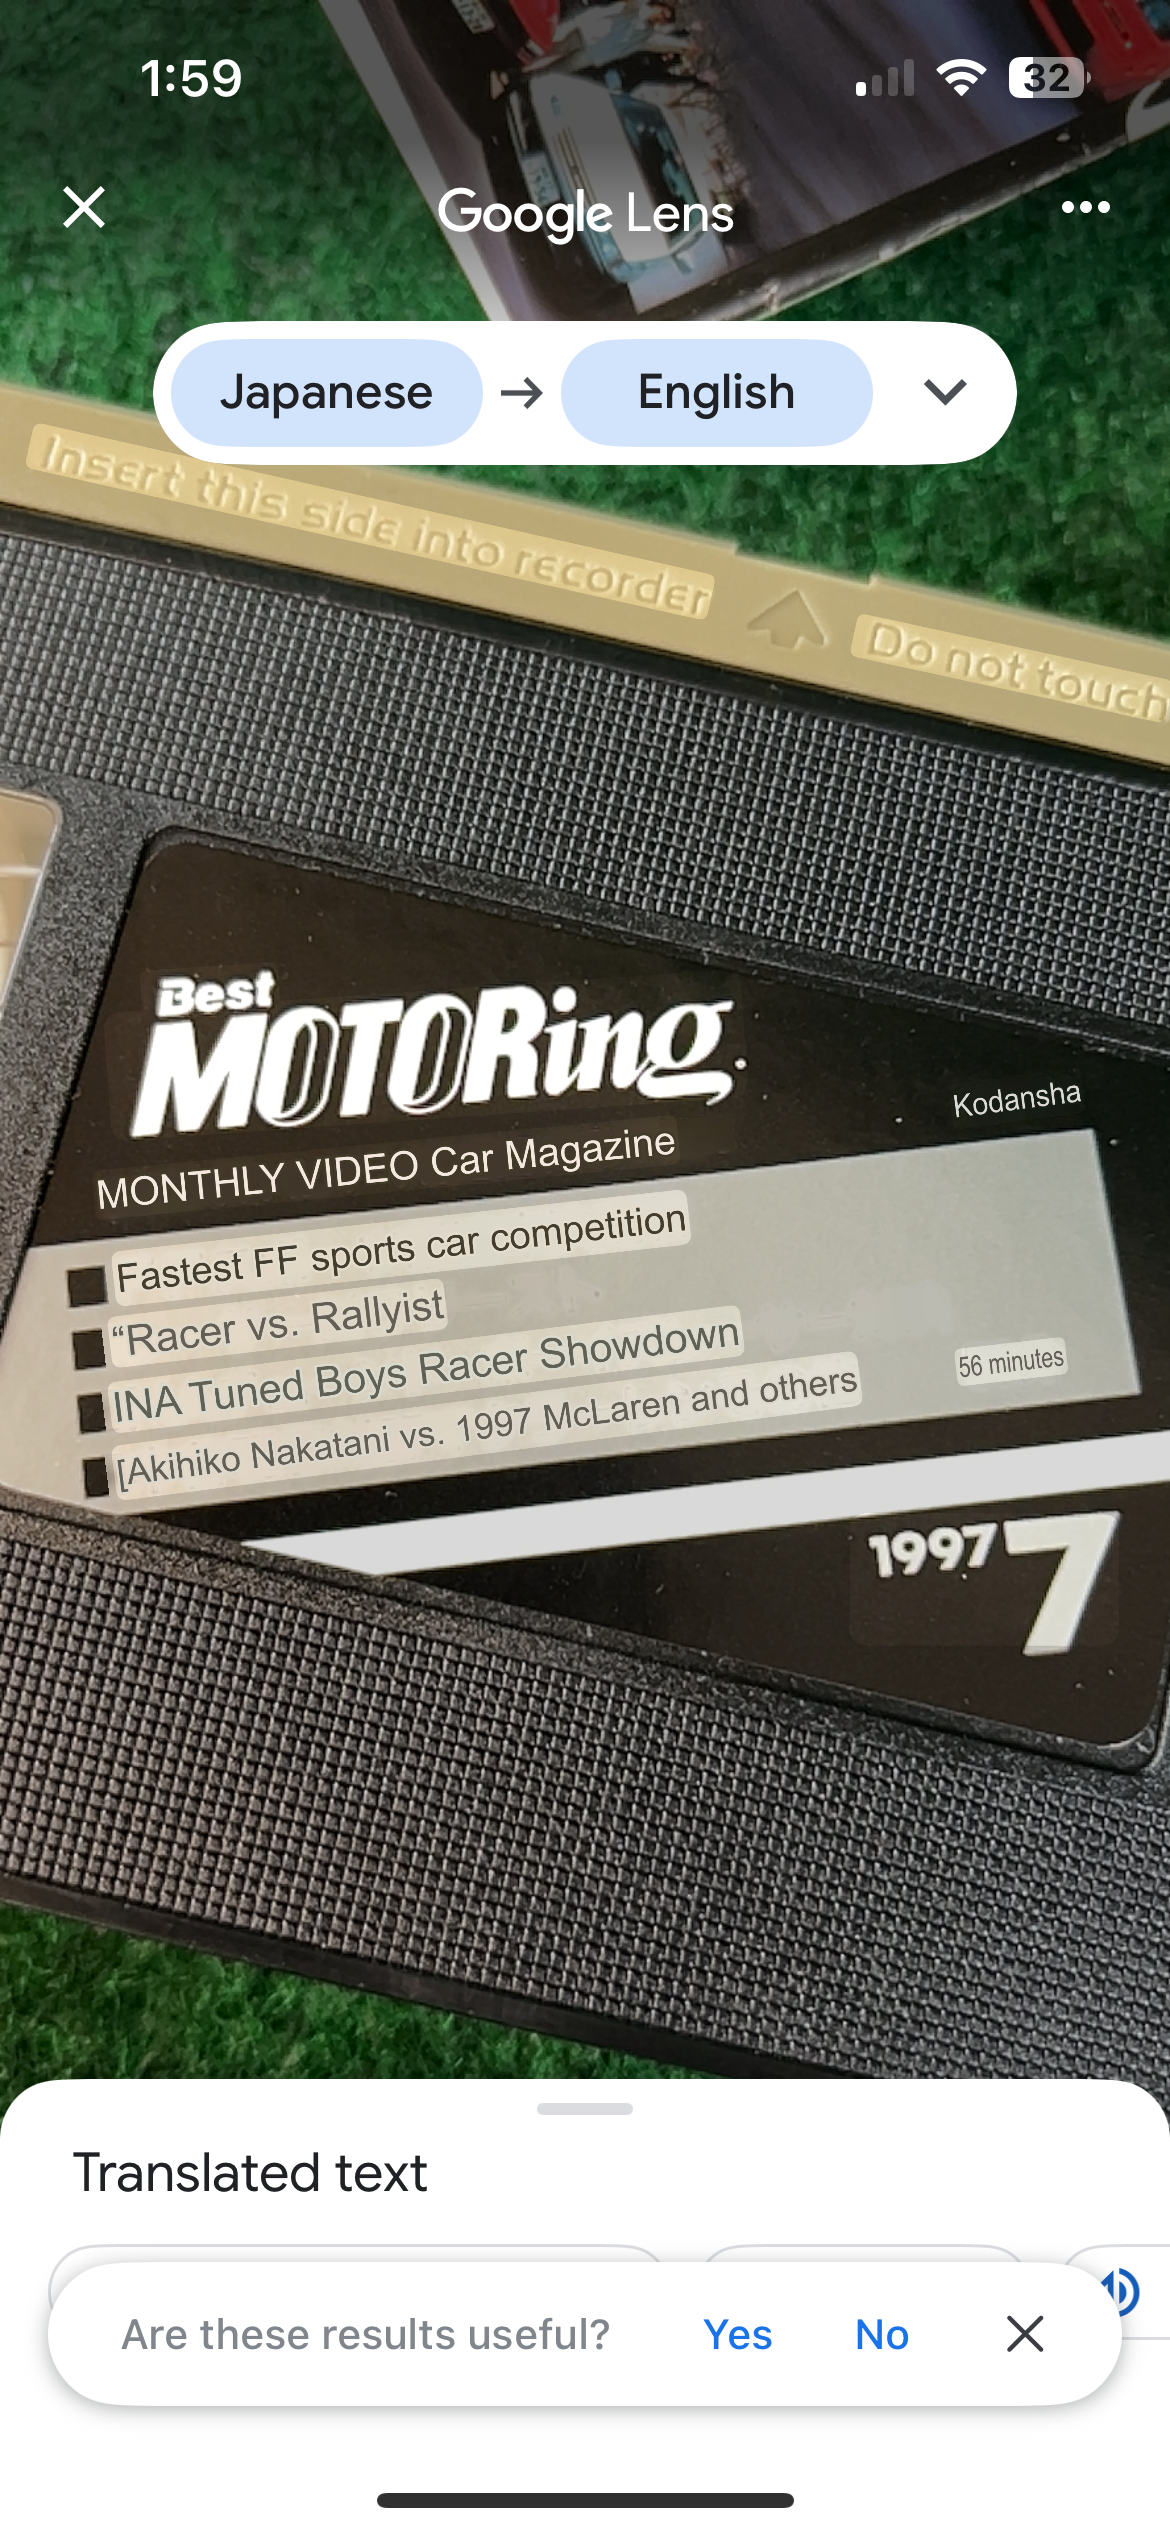 1:59
32
Google Lens
Japanese → English
Insert this side into recorder
Do not touch
Best
MOTORing.
Kodansha
MONTHLY VIDEO Car Magazine
Fastest FF sports car competition
“Racer vs. Rallyist
INA Tuned Boys Racer Showdown
56 minutes
[Akihiko Nakatani vs. 1997 McLaren and others
1997 7
Translated text
Are these results useful? Yes No